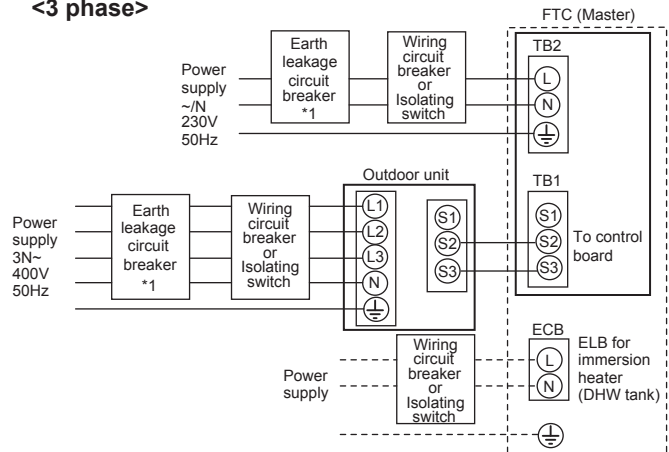 <3 phase>
FTC (Master)
Power
supply
~/N
230V
50Hz
Earth
leakage
circuit
breaker
*1
Wiring
circuit
breaker
or
Isolating
switch
TB2
L
N
Power
supply
3N~
400V
50Hz
Earth
leakage
circuit
breaker
*1
Wiring
circuit
breaker
or
Isolating
switch
Outdoor unit
L1
L2
L3
N
S1
S2
S3
TB1
S1
S2
S3
To control
board
Power
supply
Wiring
circuit
breaker
or
Isolating
switch
ECB
L
N
ELB for
immersion
heater
(DHW tank)